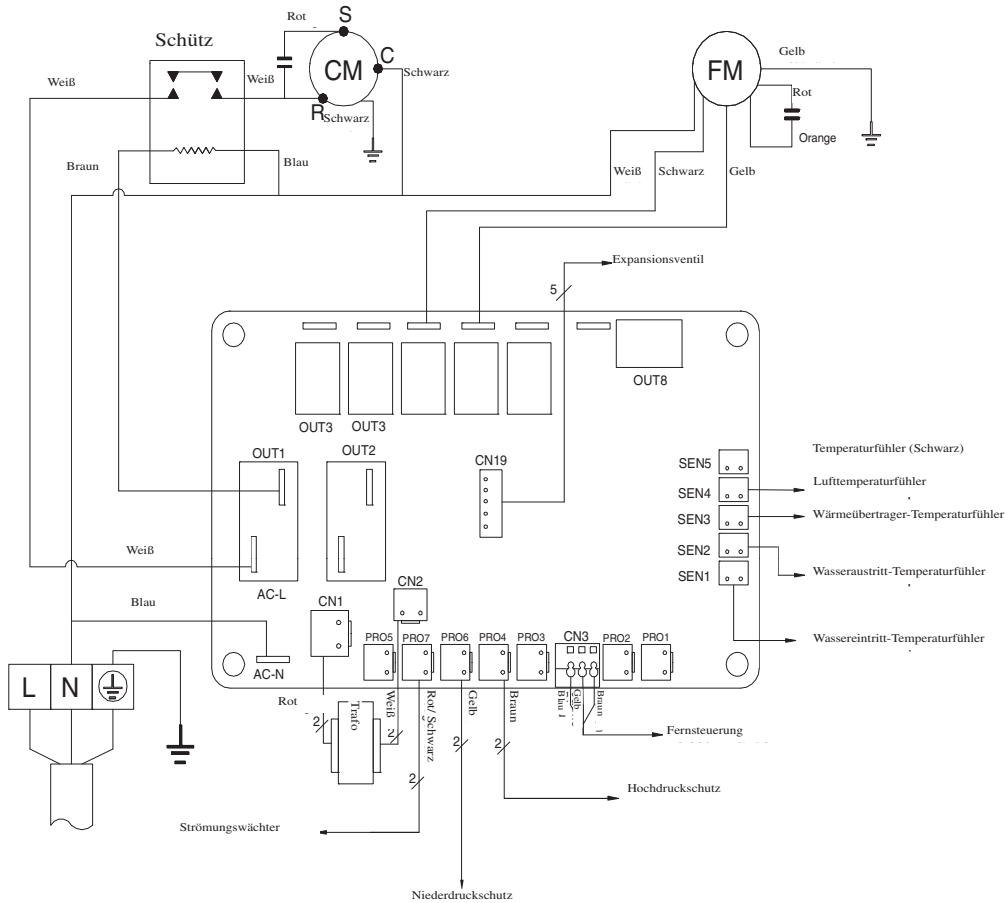 Rot
S
Schütz
CM
C
Schwarz
Weiß
Weiß
R
Schwarz
FM
Gelb
Rot
Orange
Braun
Blau
Weiß
Schwarz
Gelb
Expansionsventil
5
OUT8
OUT3
OUT3
OUT1
OUT2
CN19
SEN5
Temperaturfühler (Schwarz)
SEN4
Lufttemperaturfühler
SEN3
Wärmeübertrager-Temperaturfühler
SEN2
SEN1
Wasseraustritt-Temperaturfühler
Weiß
AC-L
CN2
CN1
Blau
PRO5
PRO7
PRO6
PRO4
PRO3
CN3
PRO2
PRO1
Wassereintritt-Temperaturfühler
AC-N
L
N
Rot
2
Trafo
Weiß
2
Rot/ Schwarz
2
Gelb
2
Braun
2
Blau
Gelb
Braun
Fernsteuerung
Hochdruckschutz
Strömungswächter
Niederdruckschutz